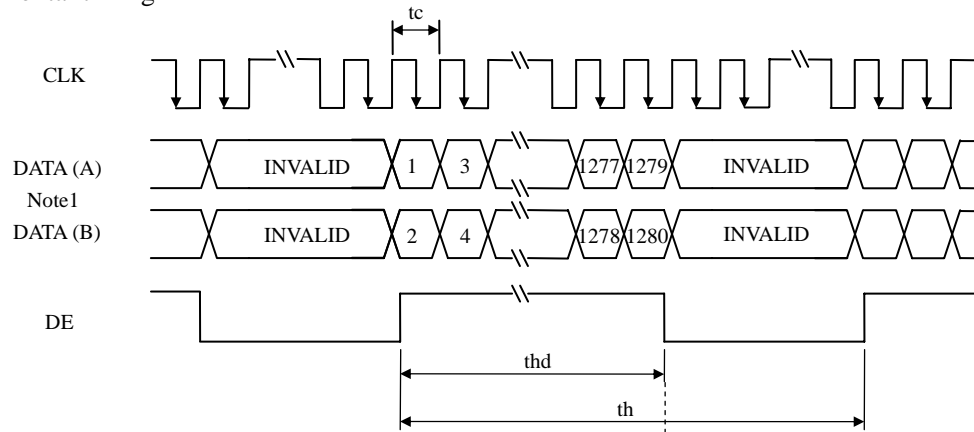 tc
CLK
DATA (A)
INVALID
1
3
1277
1279
INVALID
Note1
DATA (B)
INVALID
2
4
1278
1280
INVALID
DE
thd
th